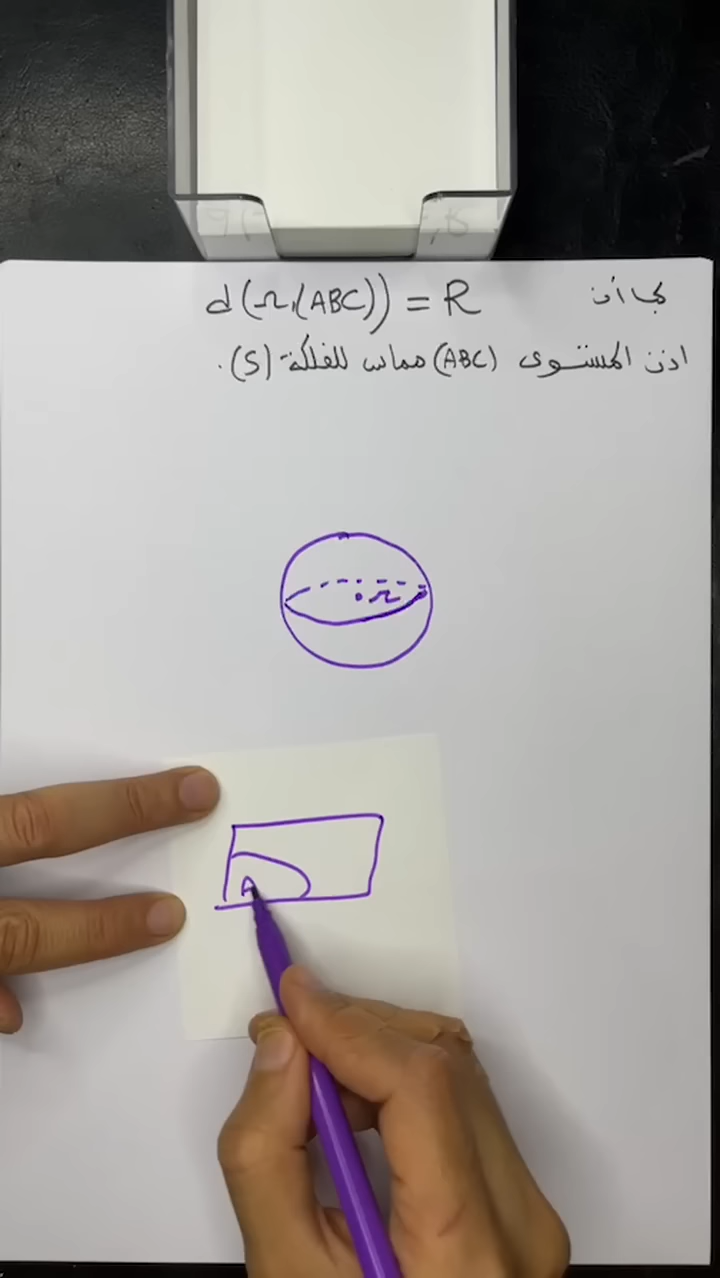 بما أن d(Ω,(ABC)) = R
اذن المستوى (ABC) مماس للفلكة (S).
Ω
A